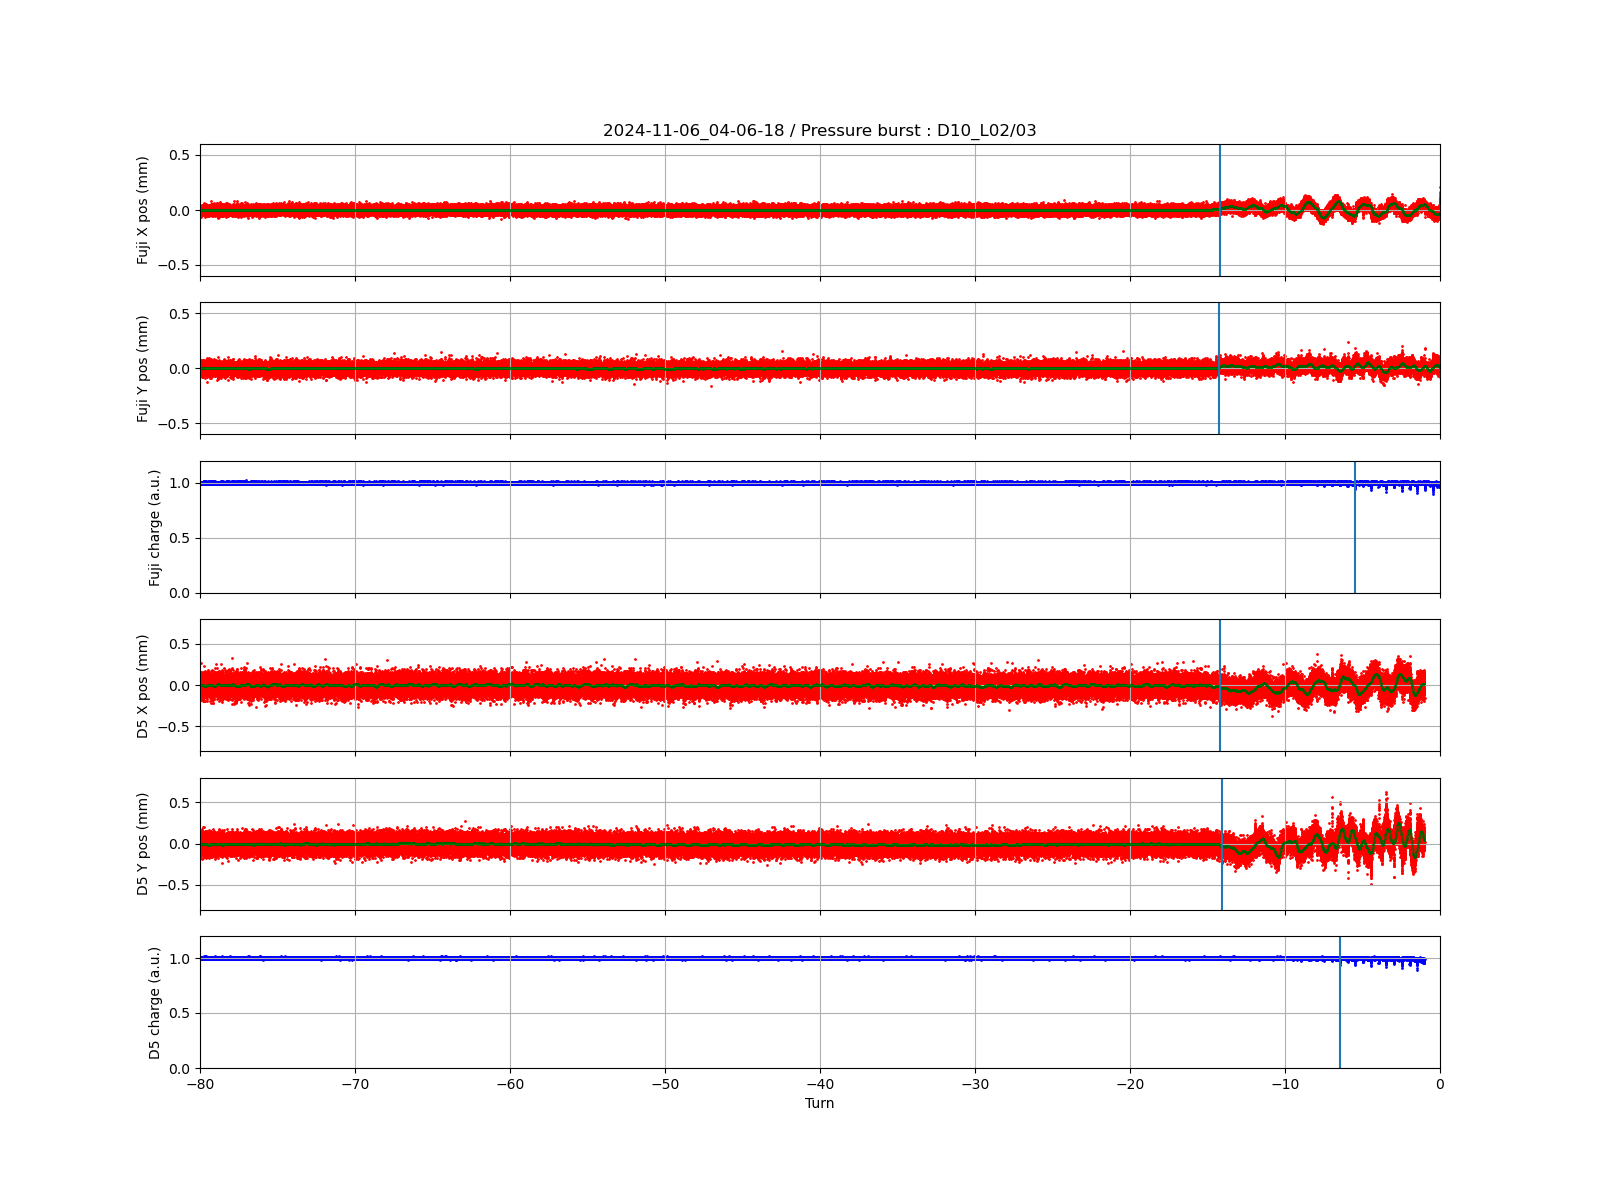 2024-11-06_04-06-18 / Pressure burst : D10_L02/03
Fuji X pos (mm)
0.5
0.0
−0.5
Fuji Y pos (mm)
0.5
0.0
−0.5
Fuji charge (a.u.)
1.0
0.5
0.0
D5 X pos (mm)
0.5
0.0
−0.5
D5 Y pos (mm)
0.5
0.0
−0.5
D5 charge (a.u.)
1.0
0.5
0.0
−80 −70 −60 −50 −40 −30 −20 −10 0
Turn